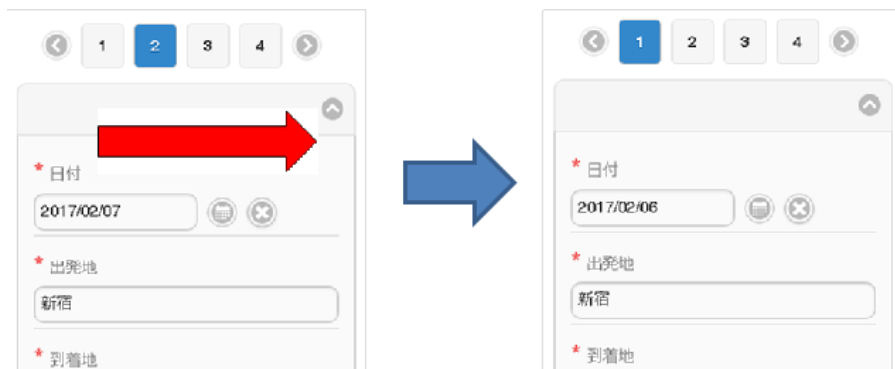 1 2 3 4
* 日付
2017/02/07
* 出発地
新宿
* 到着地
1 2 3 4
* 日付
2017/02/06
* 出発地
新宿
* 到着地